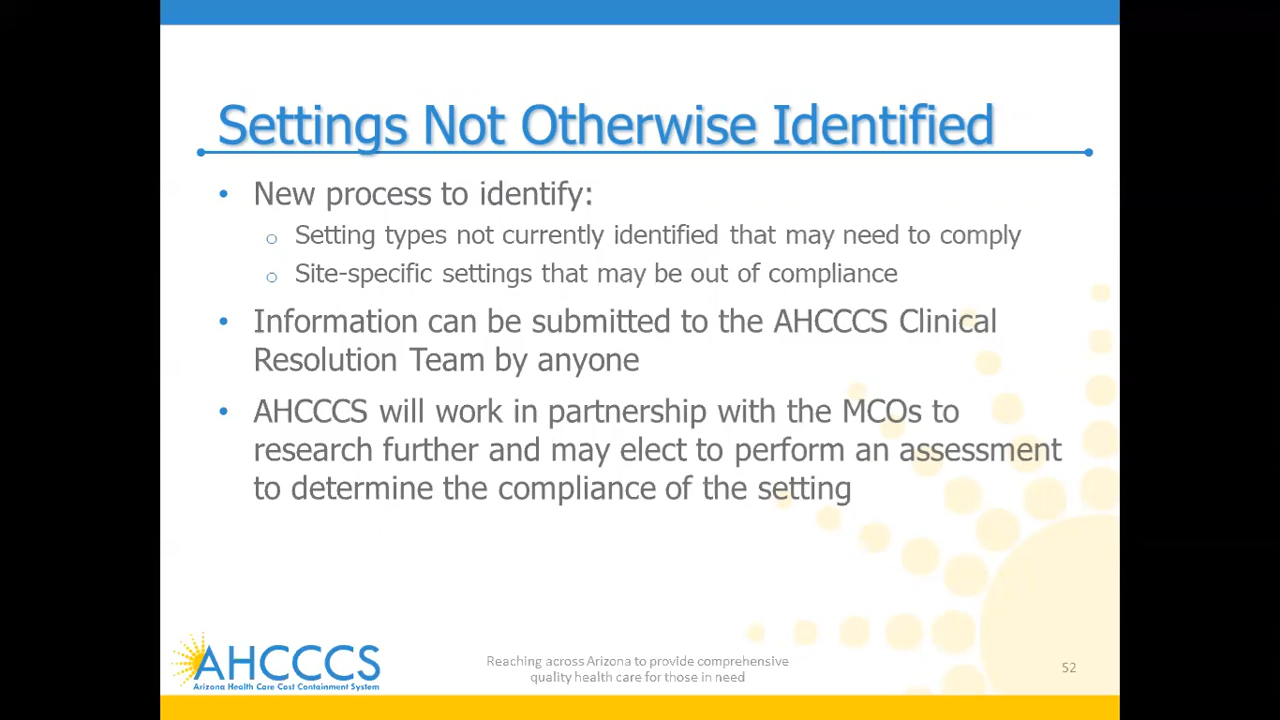 Settings Not Otherwise Identified
• New process to identify:
o Setting types not currently identified that may need to comply
o Site-specific settings that may be out of compliance
• Information can be submitted to the AHCCCS Clinical
Resolution Team by anyone
• AHCCCS will work in partnership with the MCOs to
research further and may elect to perform an assessment
to determine the compliance of the setting
AHCCCS
Arizona Health Care Cost Containment System
Reaching across Arizona to provide comprehensive
quality health care for those in need
52